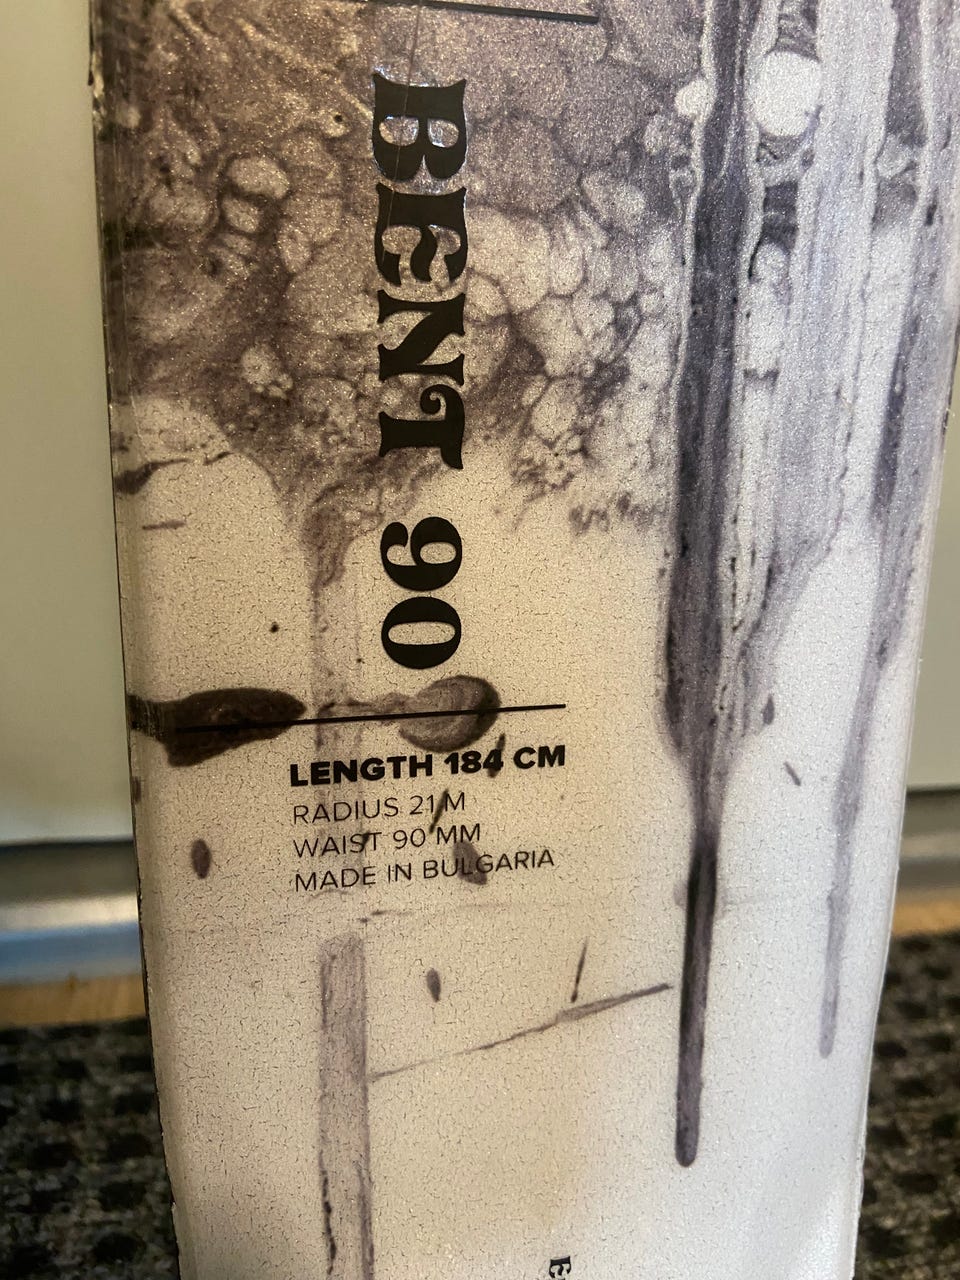 BENT 90
LENGTH 184 CM
RADIUS 21 M
WAIST 90 MM
MADE IN BULGARIA